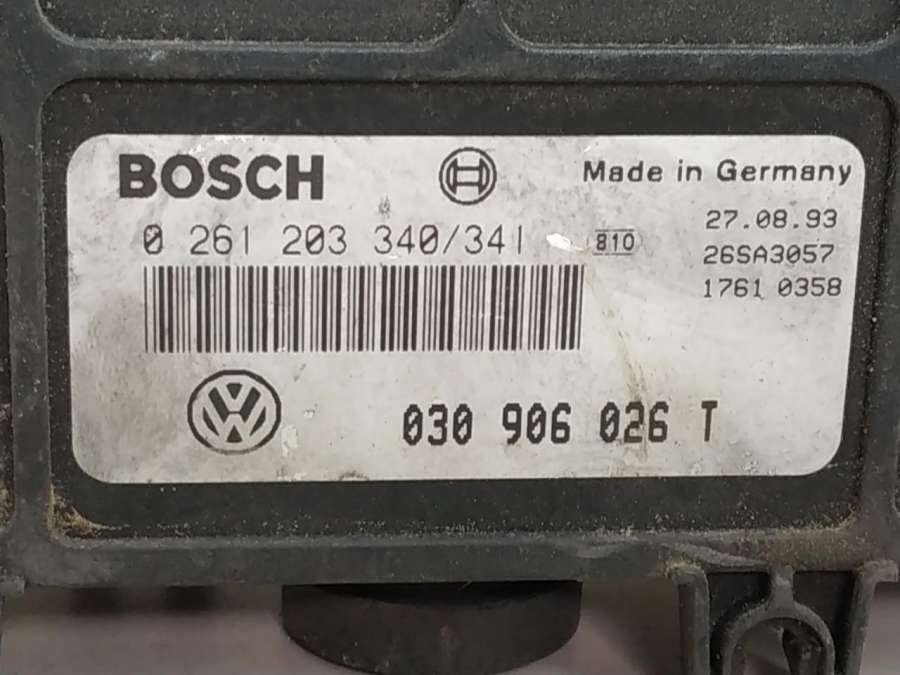 BOSCH
Made in Germany
0 261 203 340/341
810
27.08.93
26SA3057
1761 0358
030 906 026 T